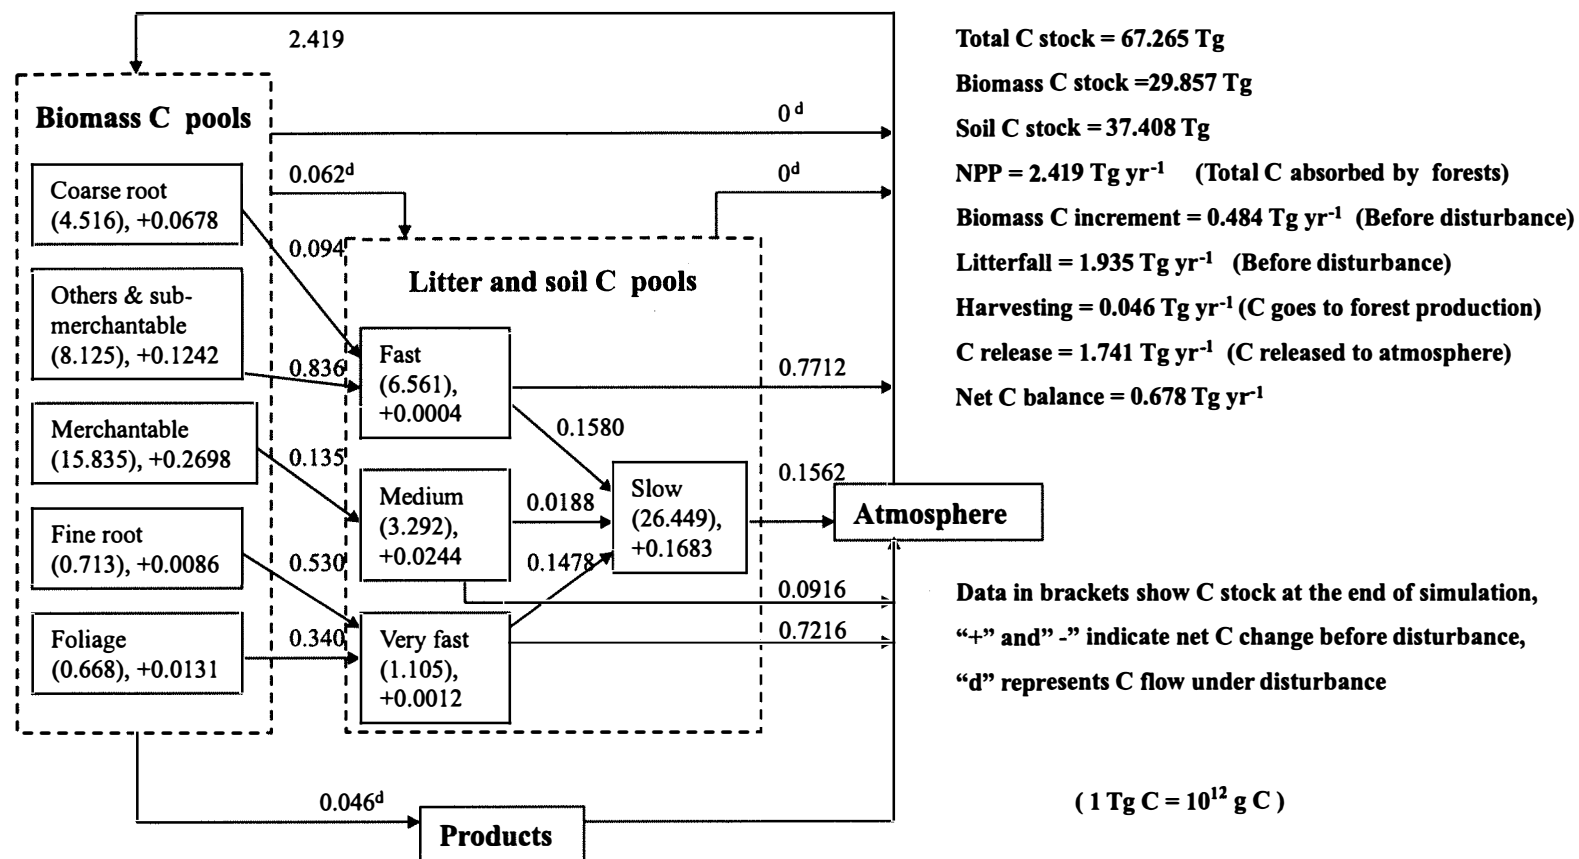 2.419
Biomass C pools
0 d
0.062d
0d
Coarse root
(4.516), +0.0678
0.094
Litter and soil C pools
Others & sub-
merchantable
(8.125), +0.1242
0.836
Fast
(6.561),
+0.0004
0.7712
0.1580
Merchantable
(15.835), +0.2698
0.135
Medium
(3.292),
+0.0244
0.0188
Slow
(26.449),
+0.1683
0.1562
Atmosphere
Fine root
(0.713), +0.0086
0.530
0.1478
0.0916
Foliage
(0.668), +0.0131
0.340
Very fast
(1.105),
+0.0012
0.7216
0.046d
Products
Total C stock = 67.265 Tg
Biomass C stock =29.857 Tg
Soil C stock = 37.408 Tg
NPP = 2.419 Tg yr-1 (Total C absorbed by forests)
Biomass C increment = 0.484 Tg yr-1 (Before disturbance)
Litterfall = 1.935 Tg yr-1 (Before disturbance)
Harvesting = 0.046 Tg yr-1 (C goes to forest production)
C release = 1.741 Tg yr-1 (C released to atmosphere)
Net C balance = 0.678 Tg yr-1
Data in brackets show C stock at the end of simulation,
“+” and” -” indicate net C change before disturbance,
“d” represents C flow under disturbance
( 1 Tg C = 1012 g C )